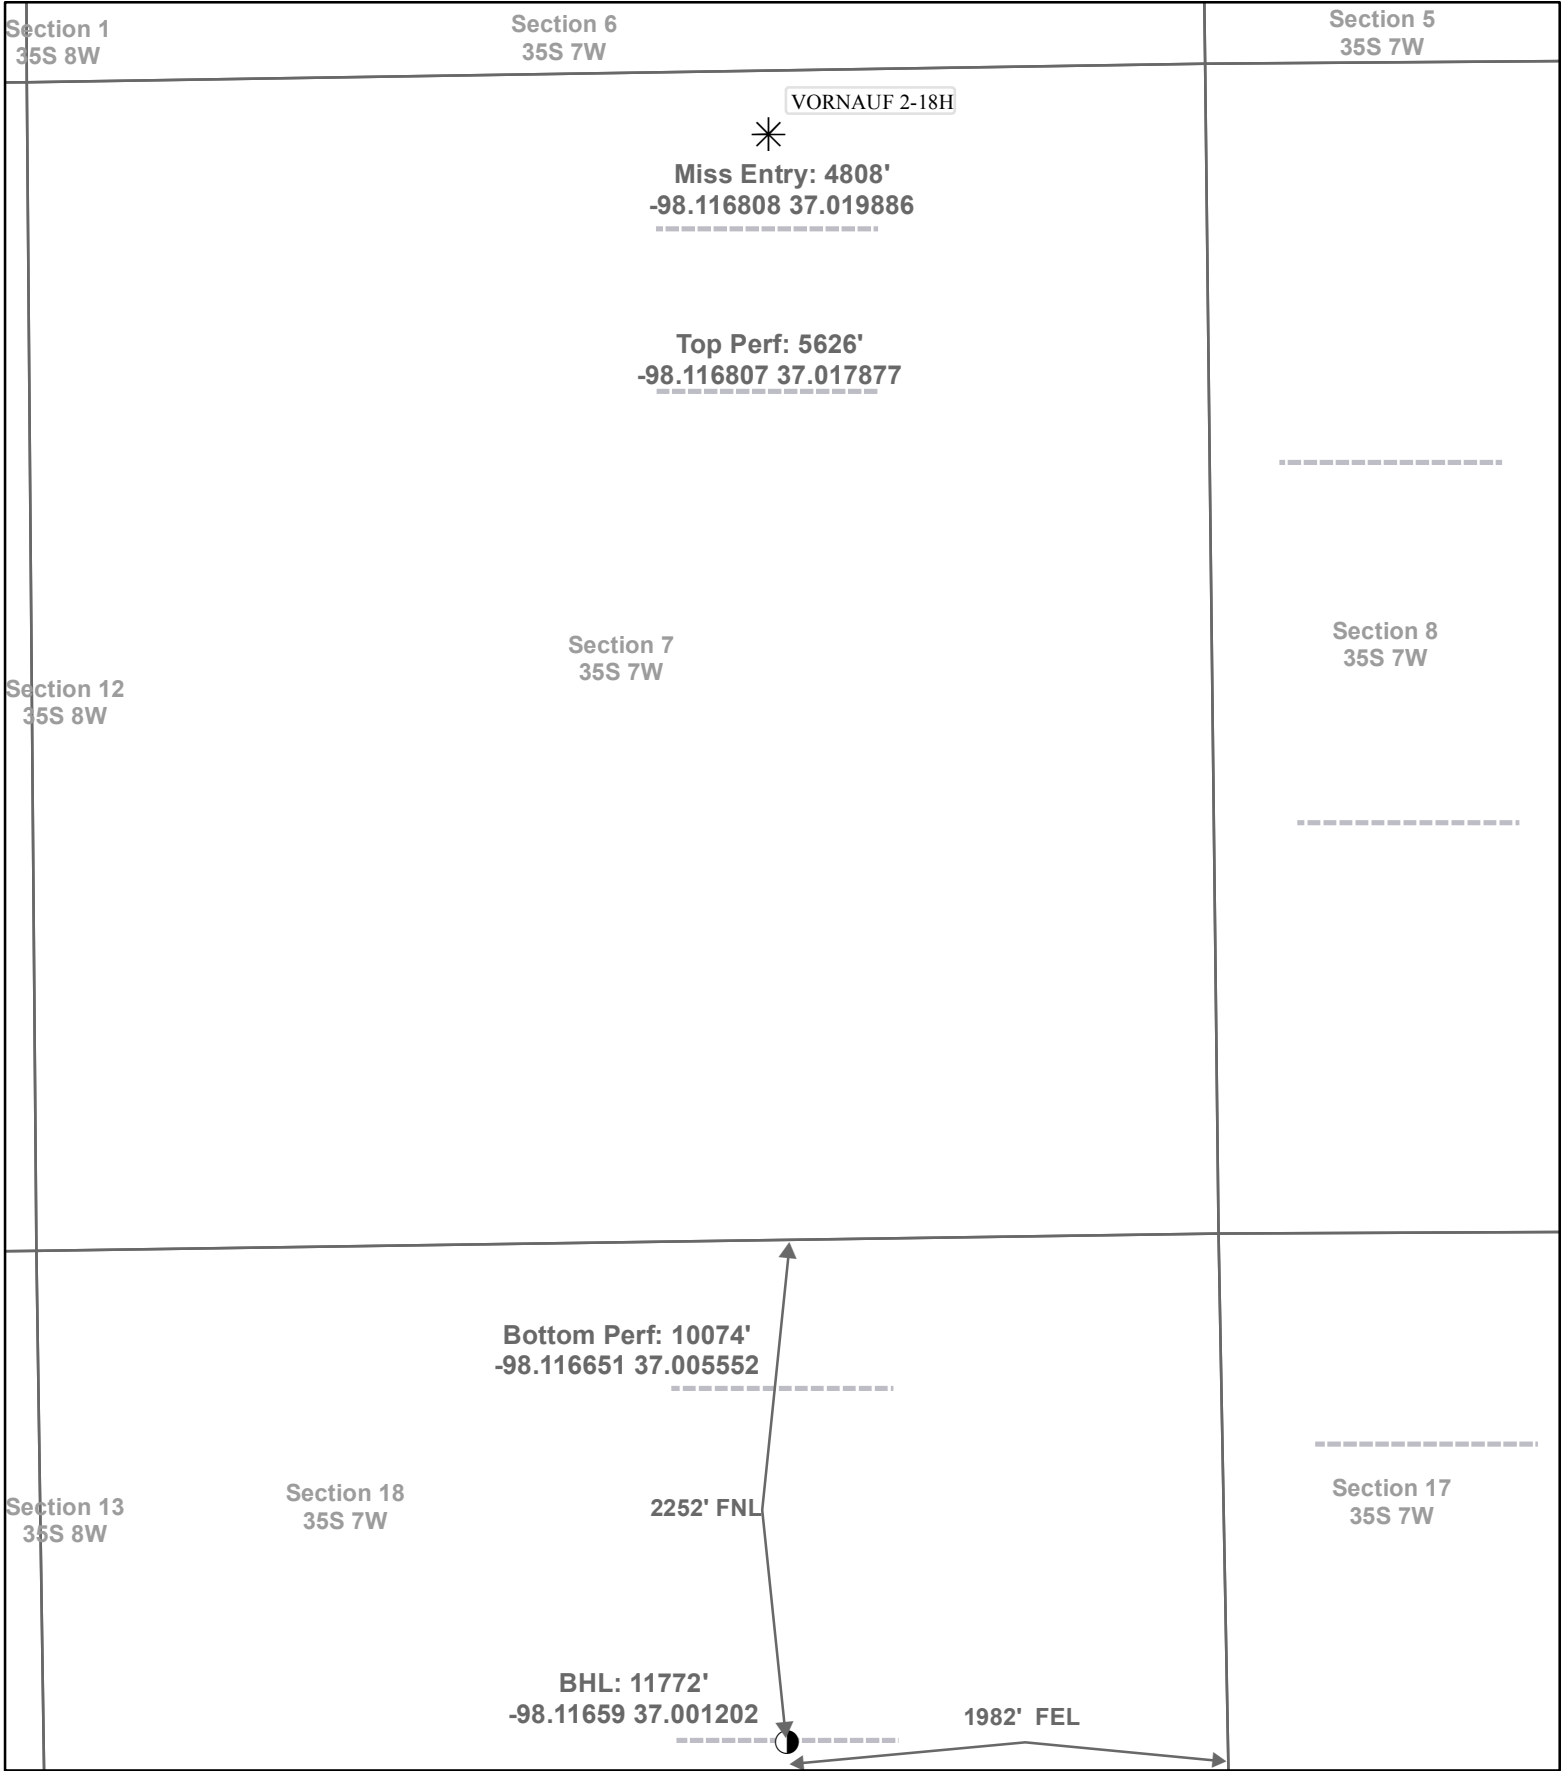 Section 1
35S 8W
Section 6
35S 7W
Section 5
35S 7W
VORNAUF 2-18H
Miss Entry: 4808'
-98.116808 37.019886
Top Perf: 5626'
-98.116807 37.017877
Section 7
35S 7W
Section 8
35S 7W
Section 12
35S 8W
Bottom Perf: 10074'
-98.116651 37.005552
Section 13
35S 8W
Section 18
35S 7W
2252' FNL
Section 17
35S 7W
BHL: 11772'
-98.11659 37.001202
1982'  FEL